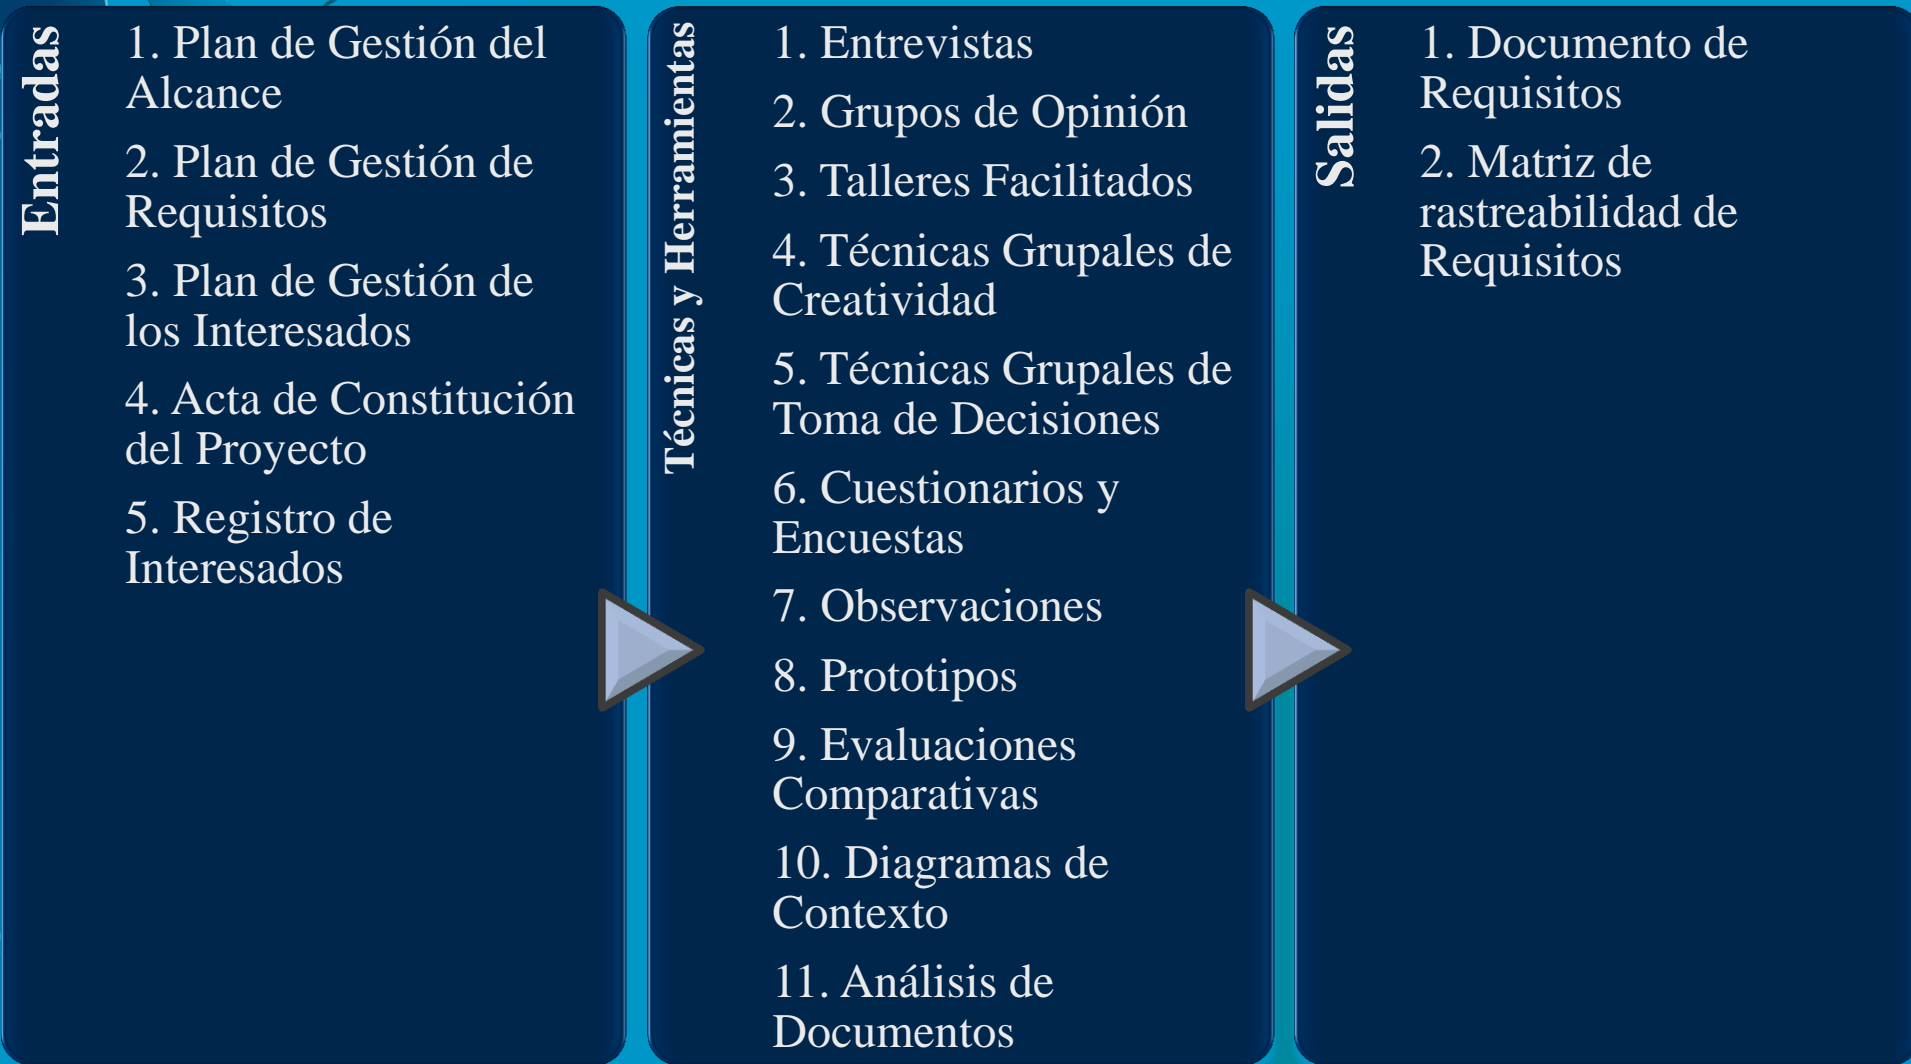 Entradas
1. Plan de Gestión del
Alcance
2. Plan de Gestión de
Requisitos
3. Plan de Gestión de
los Interesados
4. Acta de Constitución
del Proyecto
5. Registro de
Interesados
Técnicas y Herramientas
1. Entrevistas
2. Grupos de Opinión
3. Talleres Facilitados
4. Técnicas Grupales de
Creatividad
5. Técnicas Grupales de
Toma de Decisiones
6. Cuestionarios y
Encuestas
7. Observaciones
8. Prototipos
9. Evaluaciones
Comparativas
10. Diagramas de
Contexto
11. Análisis de
Documentos
Salidas
1. Documento de
Requisitos
2. Matriz de
rastreabilidad de
Requisitos